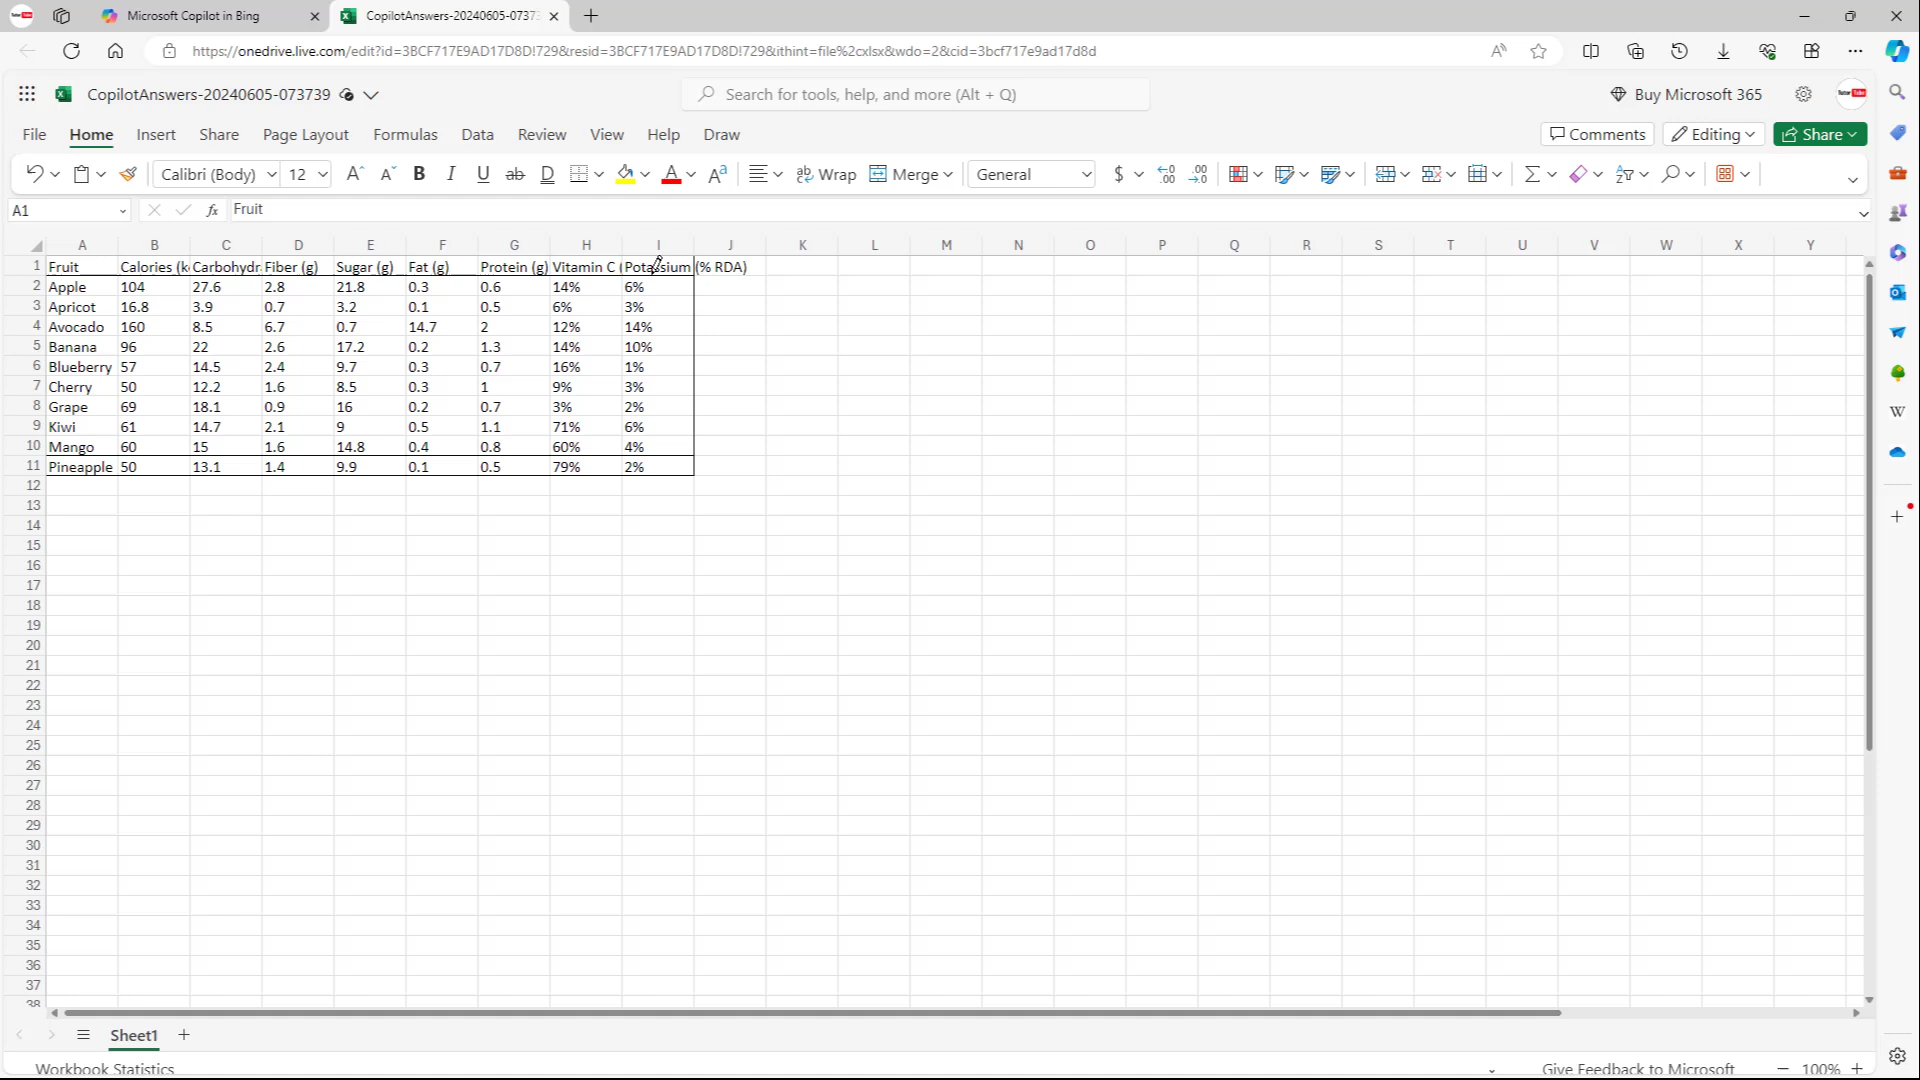 Microsoft Copilot in Bing
CopilotAnswers-20240605-0737
https://onedrive.live.com/edit?id=3BCF717E9AD17D8D!729&resid=3BCF717E9AD17D8D!729&ithint=file%2cxlsx&wdo=2&cid=3bcf717e9ad17d8d
CopilotAnswers-20240605-073739
Search for tools, help, and more (Alt + Q)
Buy Microsoft 365
File Home Insert Share Page Layout Formulas Data Review View Help Draw
Comments Editing Share
Calibri (Body) 12 Wrap Merge General
A1 fx Fruit
A B C D E F G H I J K L M N O P Q R S T U V W X Y
1 Fruit Calories (k Carbohydr Fiber (g) Sugar (g) Fat (g) Protein (g) Vitamin C ( Potassium (% RDA)
2 Apple 104 27.6 2.8 21.8 0.3 0.6 14% 6%
3 Apricot 16.8 3.9 0.7 3.2 0.1 0.5 6% 3%
4 Avocado 160 8.5 6.7 0.7 14.7 2 12% 14%
5 Banana 96 22 2.6 17.2 0.2 1.3 14% 10%
6 Blueberry 57 14.5 2.4 9.7 0.3 0.7 16% 1%
7 Cherry 50 12.2 1.6 8.5 0.3 1 9% 3%
8 Grape 69 18.1 0.9 16 0.2 0.7 3% 2%
9 Kiwi 61 14.7 2.1 9 0.5 1.1 71% 6%
10 Mango 60 15 1.6 14.8 0.4 0.8 60% 4%
11 Pineapple 50 13.1 1.4 9.9 0.1 0.5 79% 2%
12
13
14
15
16
17
18
19
20
21
22
23
24
25
26
27
28
29
30
31
32
33
34
35
36
37
38
Sheet1
Workbook Statistics
Give Feedback to Microsoft
100%